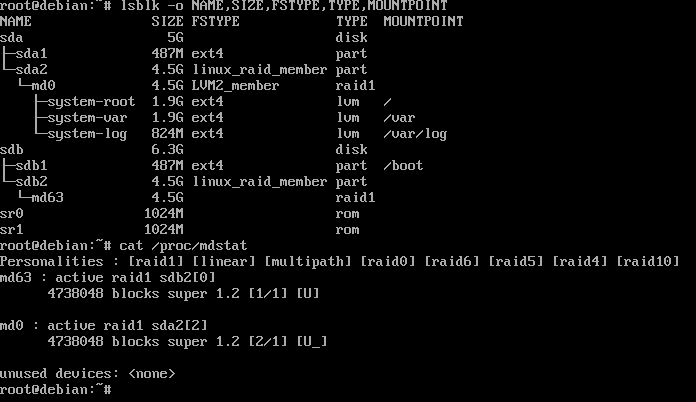 root@debian:~# lsblk -o NAME,SIZE,FSTYPE,TYPE,MOUNTPOINT
NAME               SIZE FSTYPE            TYPE  MOUNTPOINT
sda                  5G                   disk
├─sda1             487M ext4              part
└─sda2             4.5G linux_raid_member part
  └─md0            4.5G LVM2_member       raid1
    ├─system-root  1.9G ext4              lvm   /
    ├─system-var   1.9G ext4              lvm   /var
    └─system-log   824M ext4              lvm   /var/log
sdb                6.3G                   disk
├─sdb1             487M ext4              part  /boot
└─sdb2             4.5G linux_raid_member part
  └─md63           4.5G                   raid1
sr0               1024M                   rom
sr1               1024M                   rom
root@debian:~# cat /proc/mdstat
Personalities : [raid1] [linear] [multipath] [raid0] [raid6] [raid5] [raid4] [raid10]
md63 : active raid1 sdb2[0]
      4738048 blocks super 1.2 [1/1] [U]

md0 : active raid1 sda2[2]
      4738048 blocks super 1.2 [2/1] [U_]

unused devices: <none>
root@debian:~#